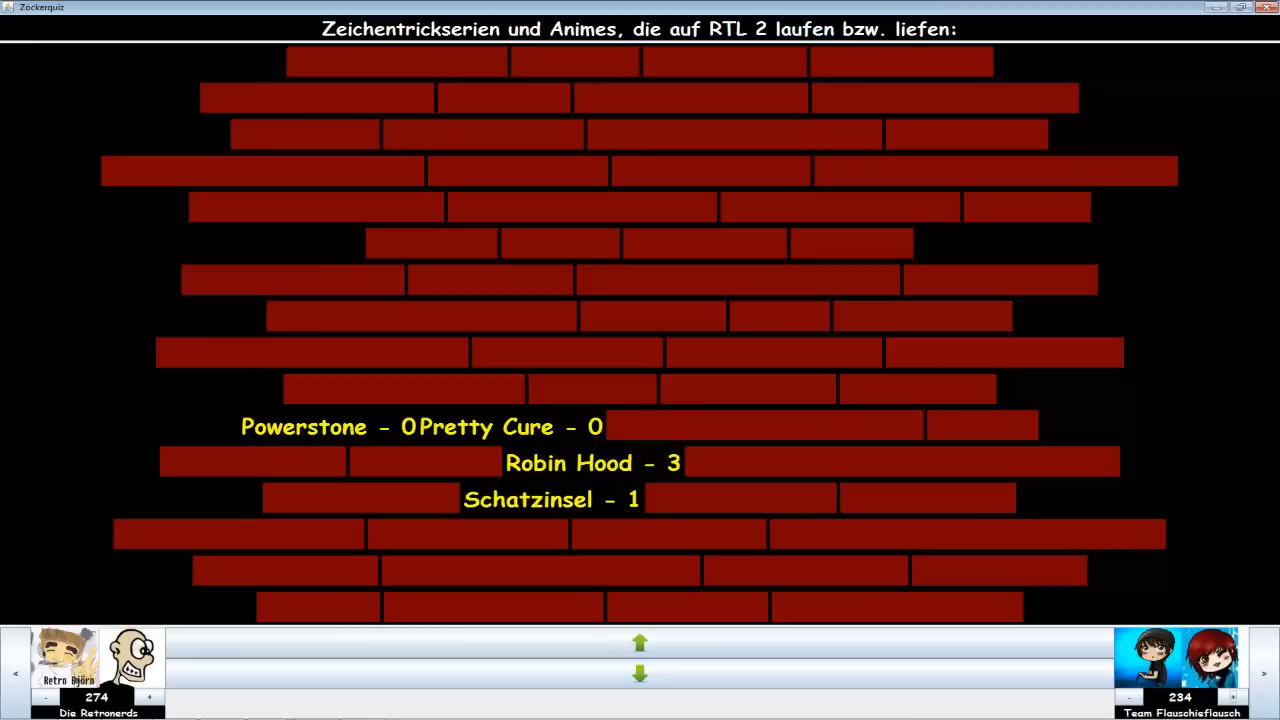 Zockerquiz
Zeichentrickserien und Animes, die auf RTL 2 laufen bzw. liefen:
Powerstone - 0 Pretty Cure - 0
Robin Hood - 3
Schatzinsel - 1
Retro Björn
< - 274 + - 234 + >
Die Retronerds Team Flauschieflausch